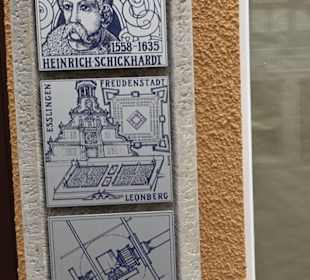 1558-1635
HEINRICH SCHICKHARDT
ESSLINGEN
FREUDENSTADT
LEONBERG